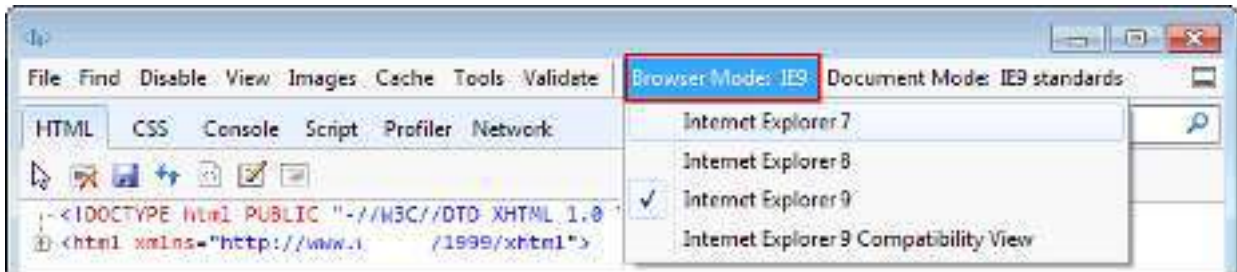 File Find Disable View Images Cache Tools Validate Browser Mode: IE9 Document Mode: IE9 standards
HTML CSS Console Script Profiler Network
Internet Explorer 7
Internet Explorer 8
Internet Explorer 9
Internet Explorer 9 Compatibility View
<!DOCTYPE html PUBLIC "-//W3C//DTD XHTML 1.0
<html xmlns="http://www. /1999/xhtml">